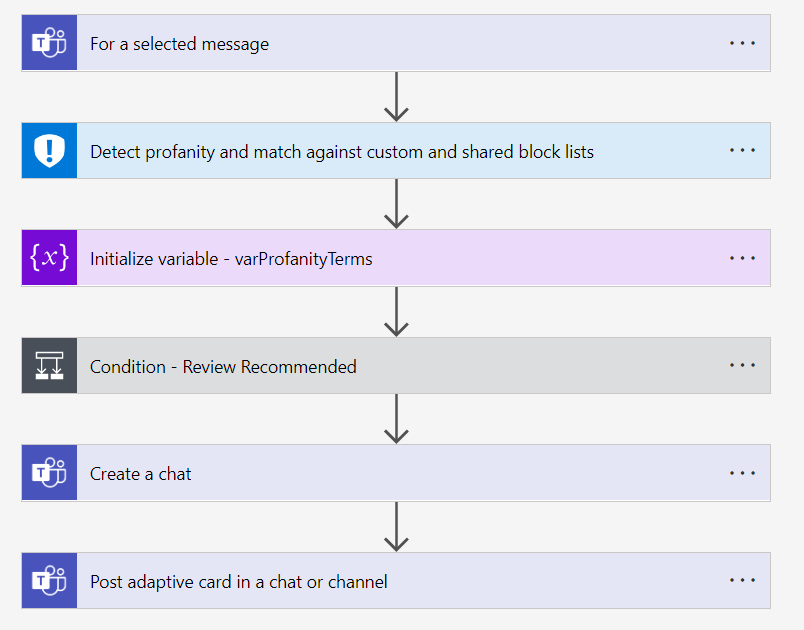 For a selected message
Detect profanity and match against custom and shared block lists
{x} Initialize variable - varProfanityTerms
Condition - Review Recommended
Create a chat
Post adaptive card in a chat or channel